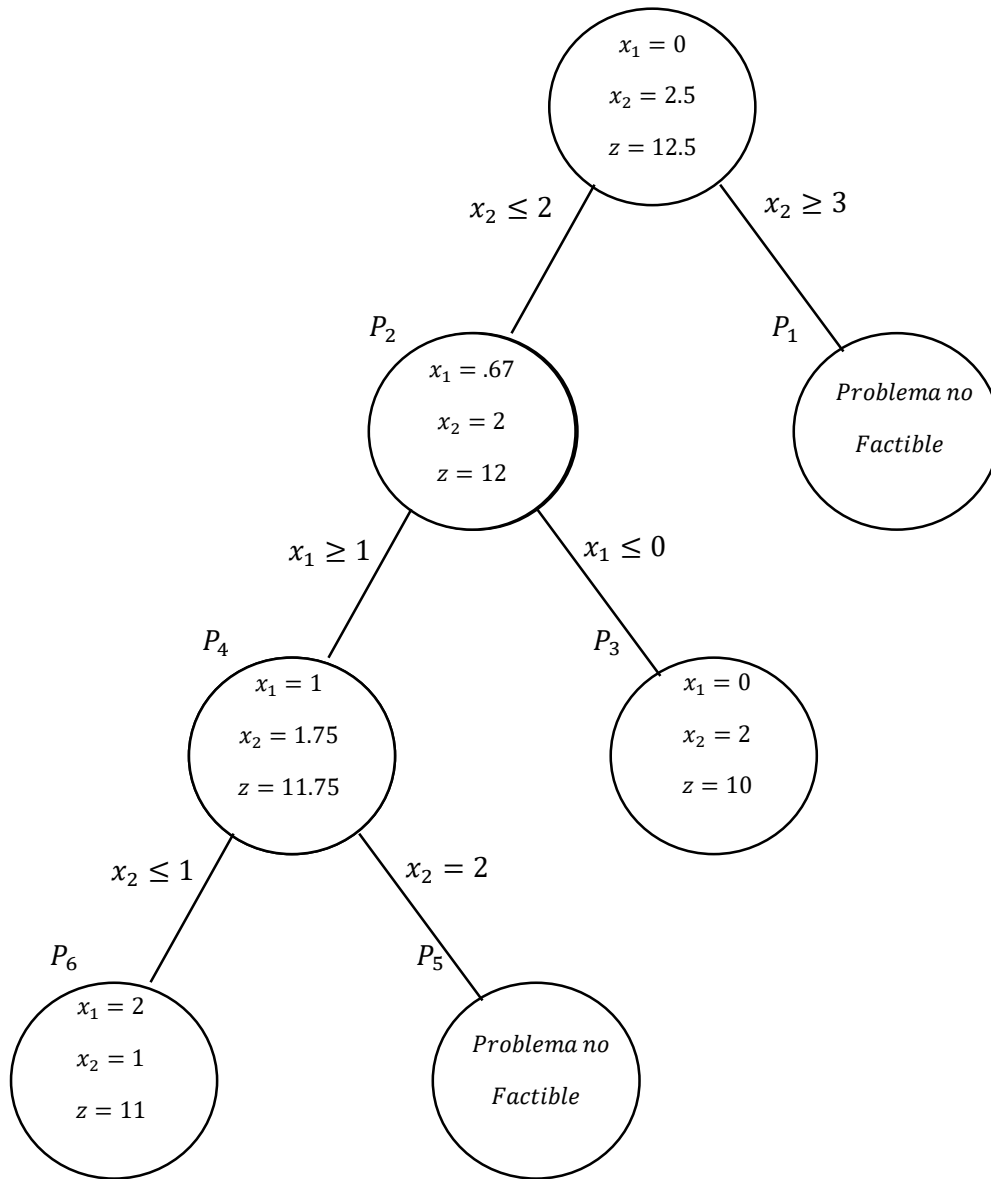 x₁ = 0
x₂ = 2.5
z = 12.5
x₂ ≤ 2
x₂ ≥ 3
P₂
P₁
x₁ = .67
x₂ = 2
z = 12
Problema no
Factible
x₁ ≥ 1
x₁ ≤ 0
P₄
P₃
x₁ = 1
x₂ = 1.75
z = 11.75
x₁ = 0
x₂ = 2
z = 10
x₂ ≤ 1
x₂ = 2
P₆
P₅
x₁ = 2
x₂ = 1
z = 11
Problema no
Factible